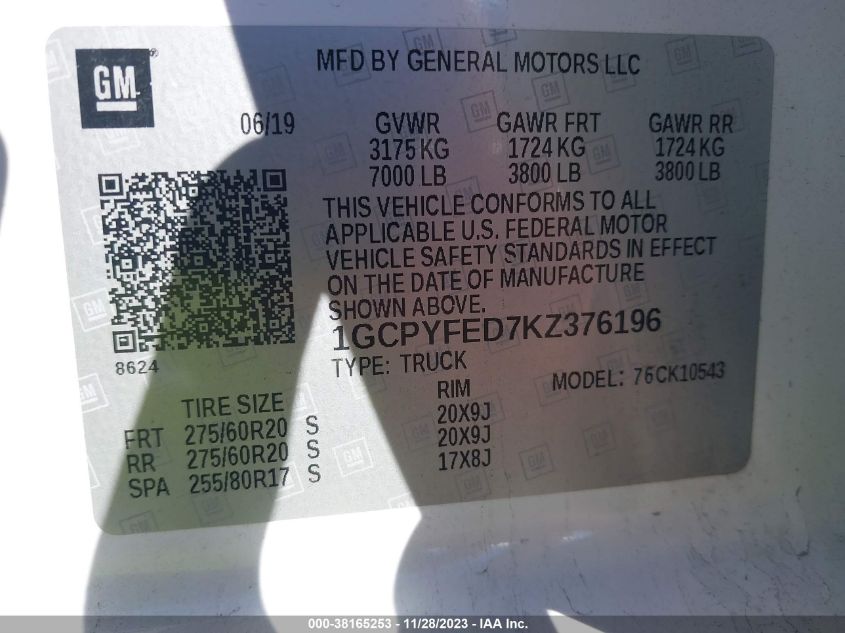 GM
MFD BY GENERAL MOTORS LLC
06/19 GVWR GAWR FRT GAWR RR
3175 KG 1724 KG 1724 KG
7000 LB 3800 LB 3800 LB
THIS VEHICLE CONFORMS TO ALL
APPLICABLE U.S. FEDERAL MOTOR
VEHICLE SAFETY STANDARDS IN EFFECT
ON THE DATE OF MANUFACTURE
SHOWN ABOVE.
1GCPYFED7KZ376196
8624
TYPE: TRUCK
MODEL: 76CK10543
TIRE SIZE RIM
FRT 275/60R20 S 20X9J
RR 275/60R20 S 20X9J
SPA 255/80R17 S 17X8J
000-38165253 - 11/28/2023 - IAA Inc.